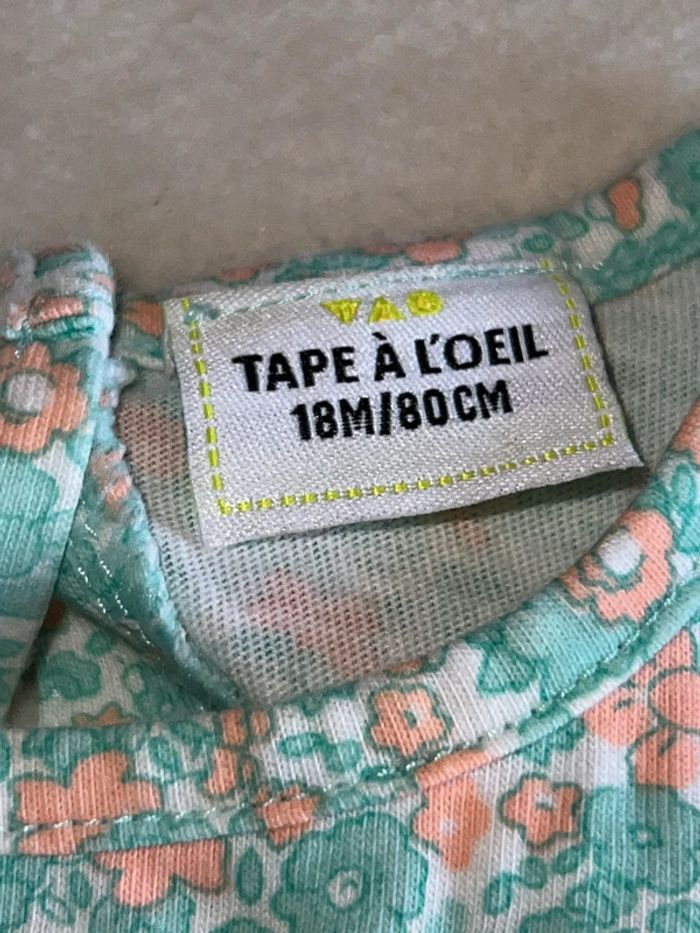 TAO
TAPE À L'OEIL
18M/80CM